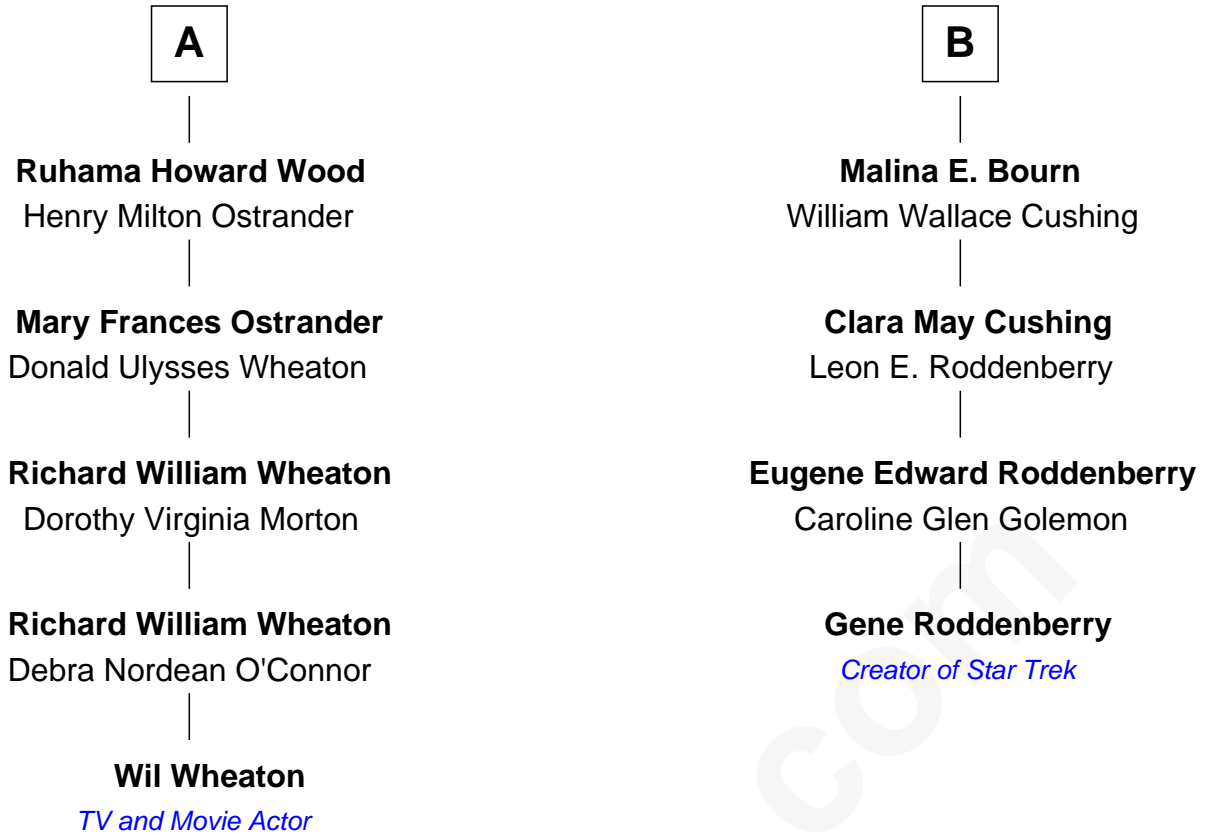 A
Ruhama Howard Wood
Henry Milton Ostrander
Mary Frances Ostrander
Donald Ulysses Wheaton
Richard William Wheaton
Dorothy Virginia Morton
Richard William Wheaton
Debra Nordean O'Connor
Wil Wheaton
TV and Movie Actor
B
Malina E. Bourn
William Wallace Cushing
Clara May Cushing
Leon E. Roddenberry
Eugene Edward Roddenberry
Caroline Glen Golemon
Gene Roddenberry
Creator of Star Trek
com